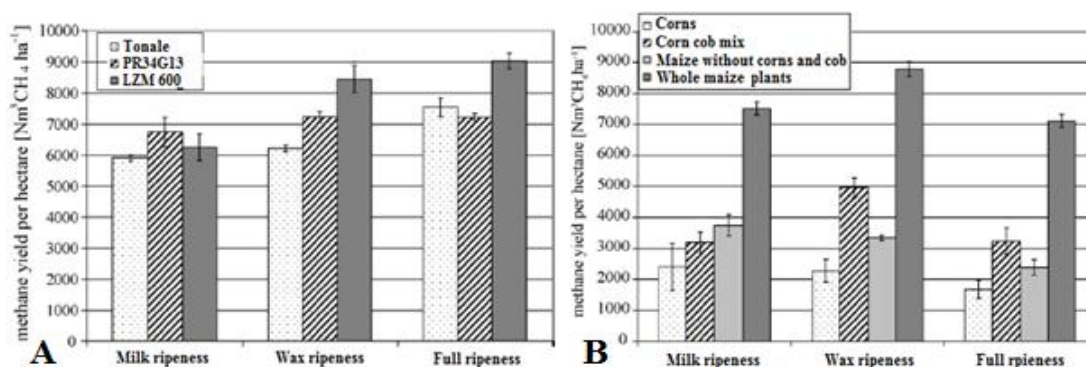 methane yield per hectare [Nm³CH₄ ha⁻¹]
10000
9000
8000
7000
6000
5000
4000
3000
2000
1000
0
Tonale
PR34G13
LZM 600
Milk ripeness
Wax ripeness
Full ripeness
A
methane yield per hectane [Nm³CH₄ha⁻¹]
10000
9000
8000
7000
6000
5000
4000
3000
2000
1000
0
Corns
Corn cob mix
Maize without corns and cob
Whole maize plants
Milk ripeness
Wax ripeness
Full rpieness
B